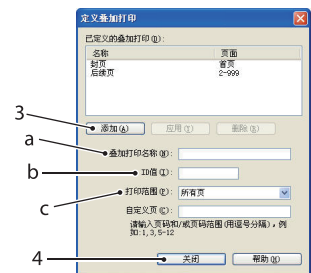 定义叠加打印
已定义的叠加打印(D):
名称 页面
封页 首页
后续页 2-999
3 添加(A) 应用(Y) 删除(R)
a 叠加打印名称(N):
b ID值(I):
c 打印范围(P): 所有页
自定义页(C):
请输入页码和/或页码范围(用逗号分隔)，例
如:1,3,5-12
4 关闭 帮助(H)